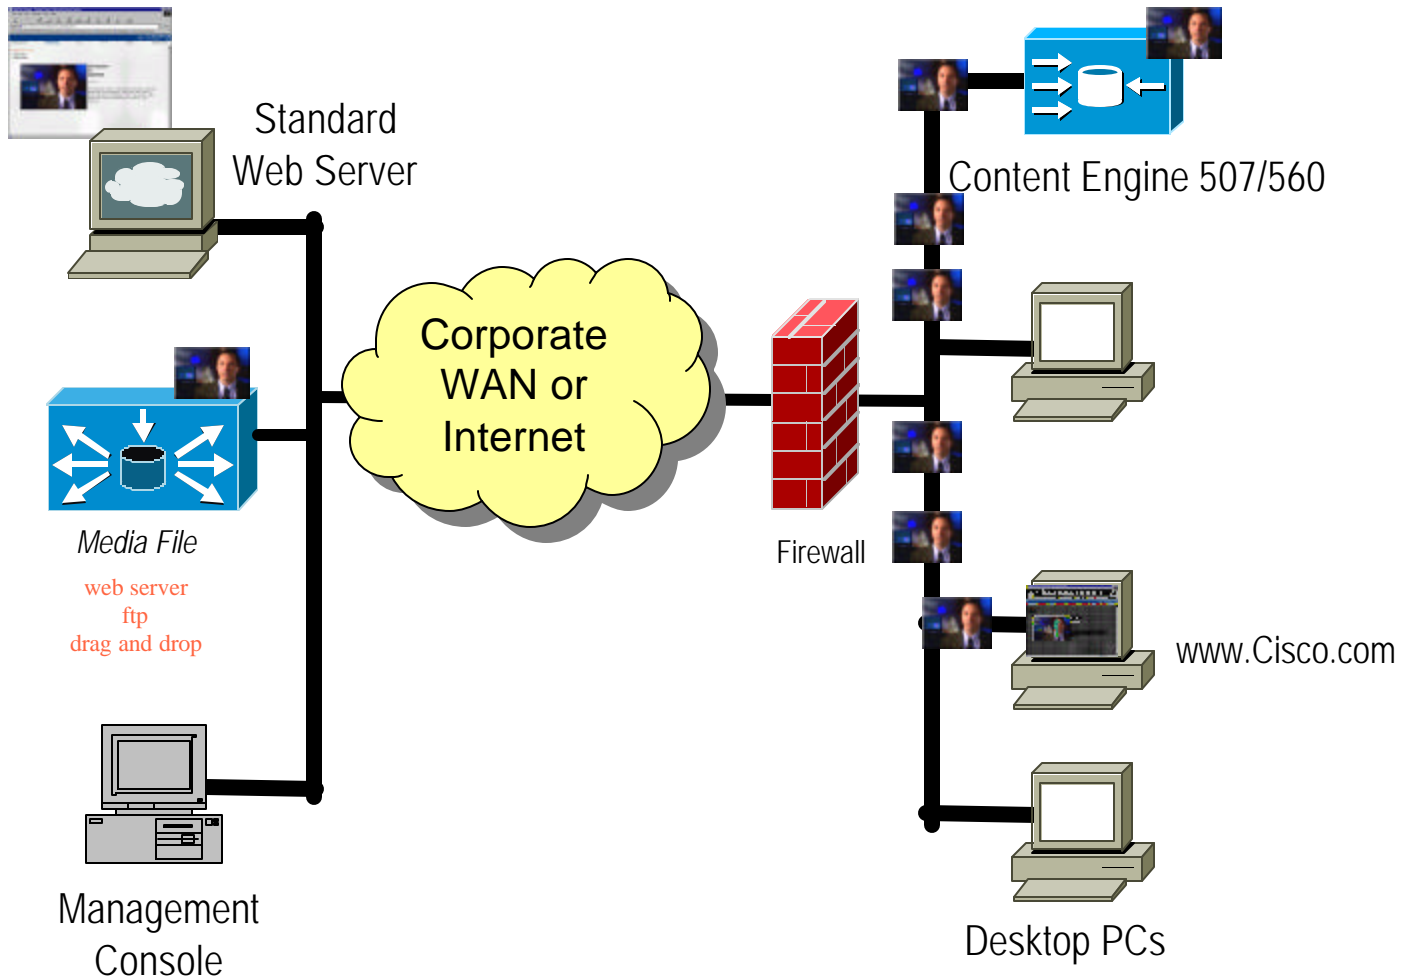 Standard
Web Server
Content Engine 507/560
Corporate
WAN or
Internet
Media File
web server
ftp
drag and drop
Firewall
www.Cisco.com
Management
Console
Desktop PCs